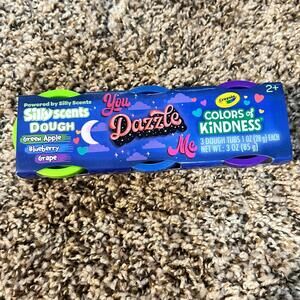 Powered by Silly Scents
Silly scents
DOUGH
Green Apple
Blueberry
Grape
You
Dazzle
Me
Crayola
COLORS of
KINDNESS
3 DOUGH TUBS 1 OZ (28 g) EACH
NET WT.: 3 OZ (85 g)
2+